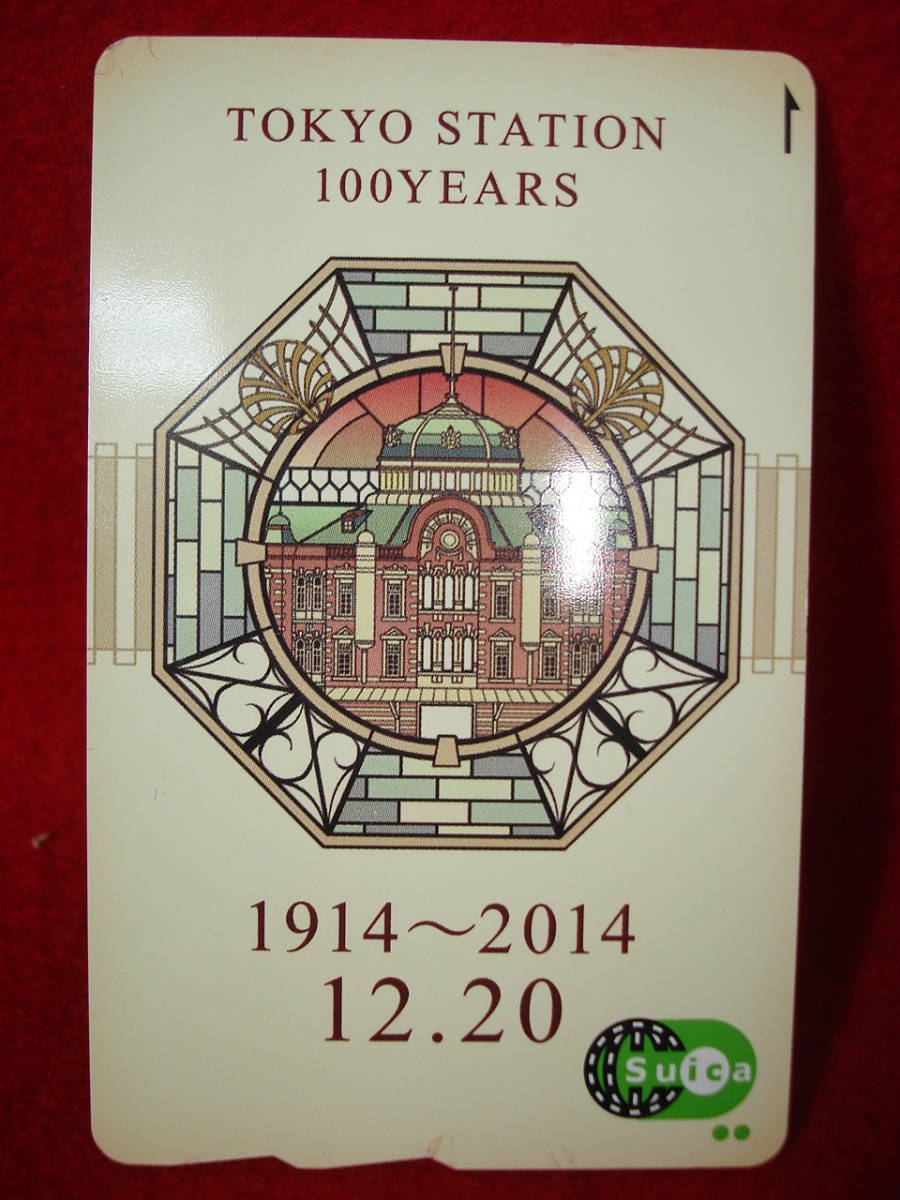 TOKYO STATION
100YEARS
1914～2014
12.20
Suica